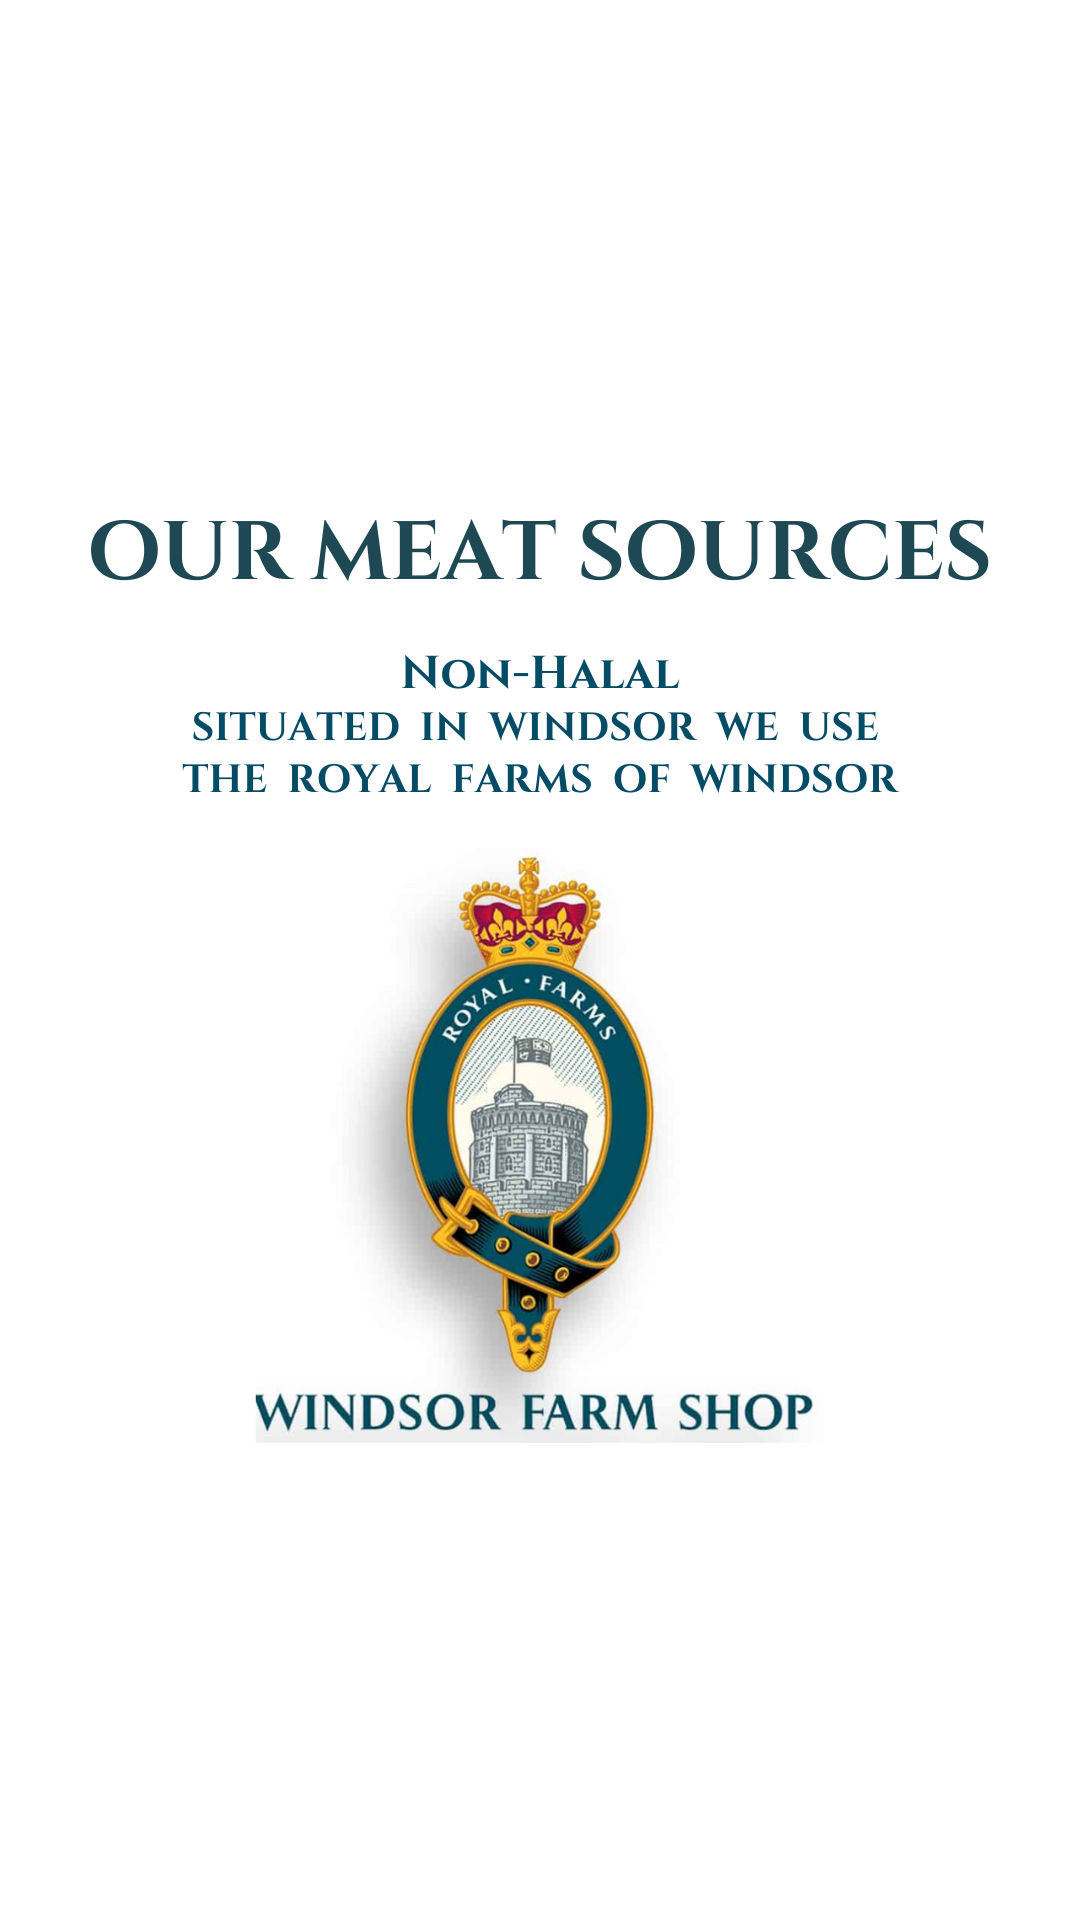 OUR MEAT SOURCES
Non-Halal
SITUATED IN WINDSOR WE USE
THE ROYAL FARMS OF WINDSOR
ROYAL · FARMS
WINDSOR FARM SHOP